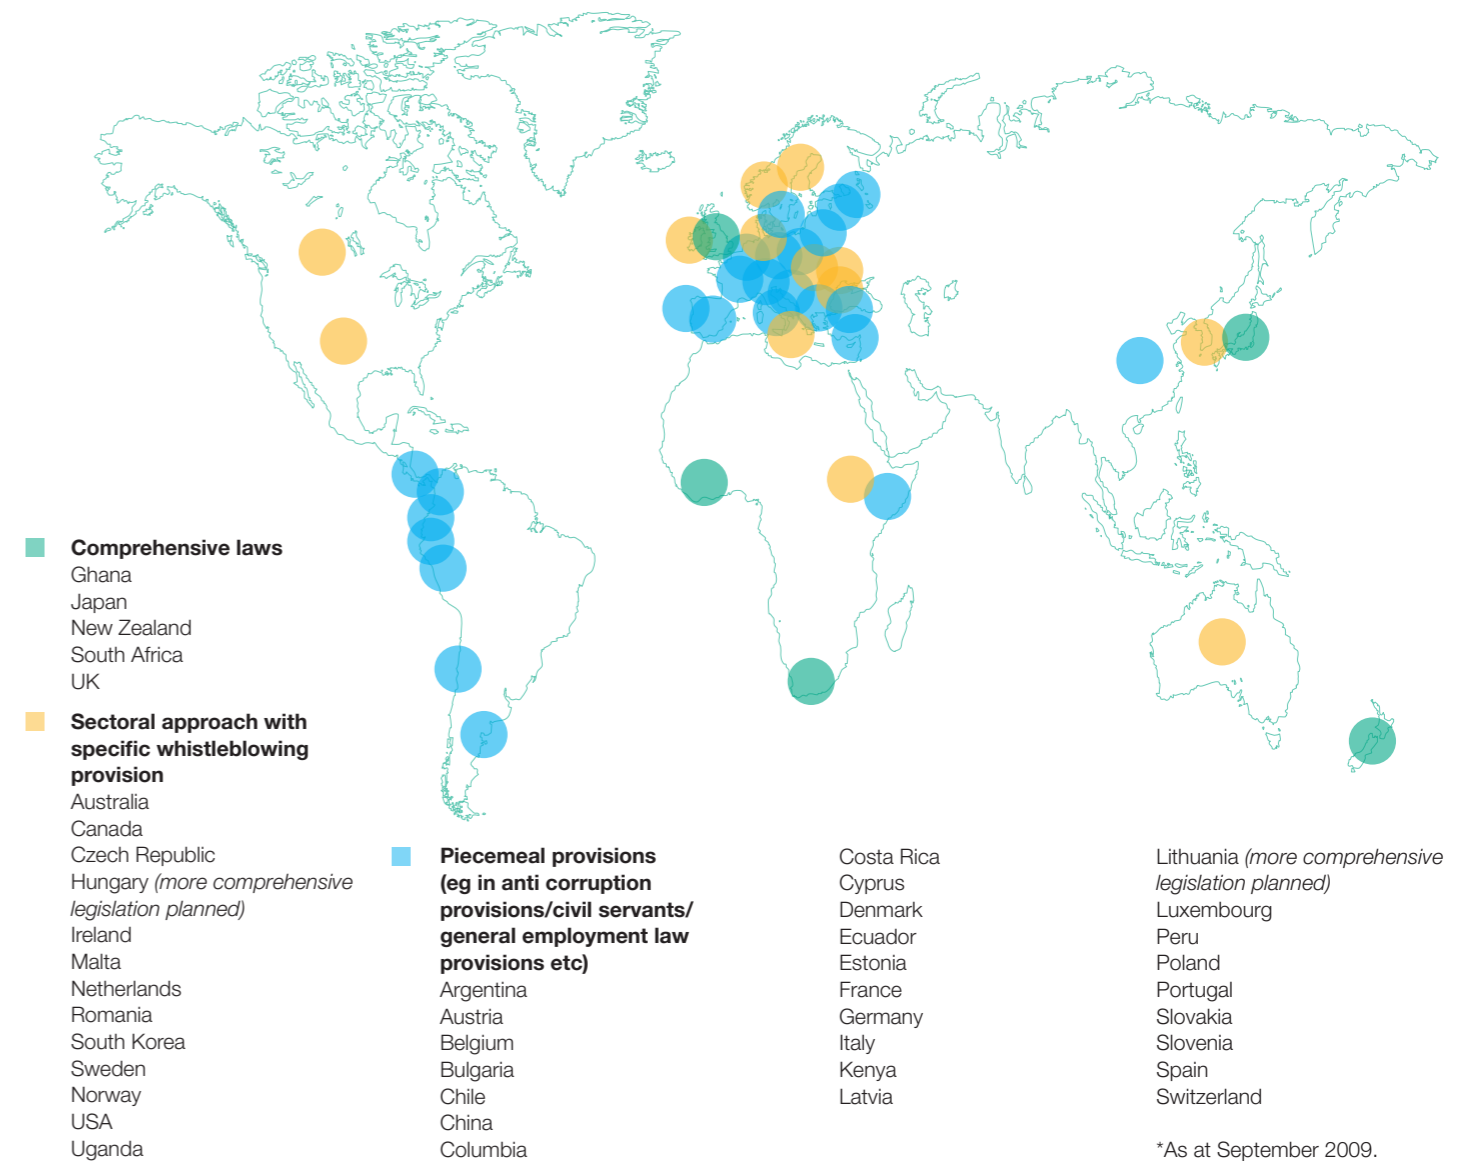 Comprehensive laws
Ghana
Japan
New Zealand
South Africa
UK
Sectoral approach with
specific whistleblowing
provision
Australia
Canada
Czech Republic
Hungary (more comprehensive
legislation planned)
Ireland
Malta
Netherlands
Romania
South Korea
Sweden
Norway
USA
Uganda
Piecemeal provisions
(eg in anti corruption
provisions/civil servants/
general employment law
provisions etc)
Argentina
Austria
Belgium
Bulgaria
Chile
China
Columbia
Costa Rica
Cyprus
Denmark
Ecuador
Estonia
France
Germany
Italy
Kenya
Latvia
Lithuania (more comprehensive
legislation planned)
Luxembourg
Peru
Poland
Portugal
Slovakia
Slovenia
Spain
Switzerland
*As at September 2009.